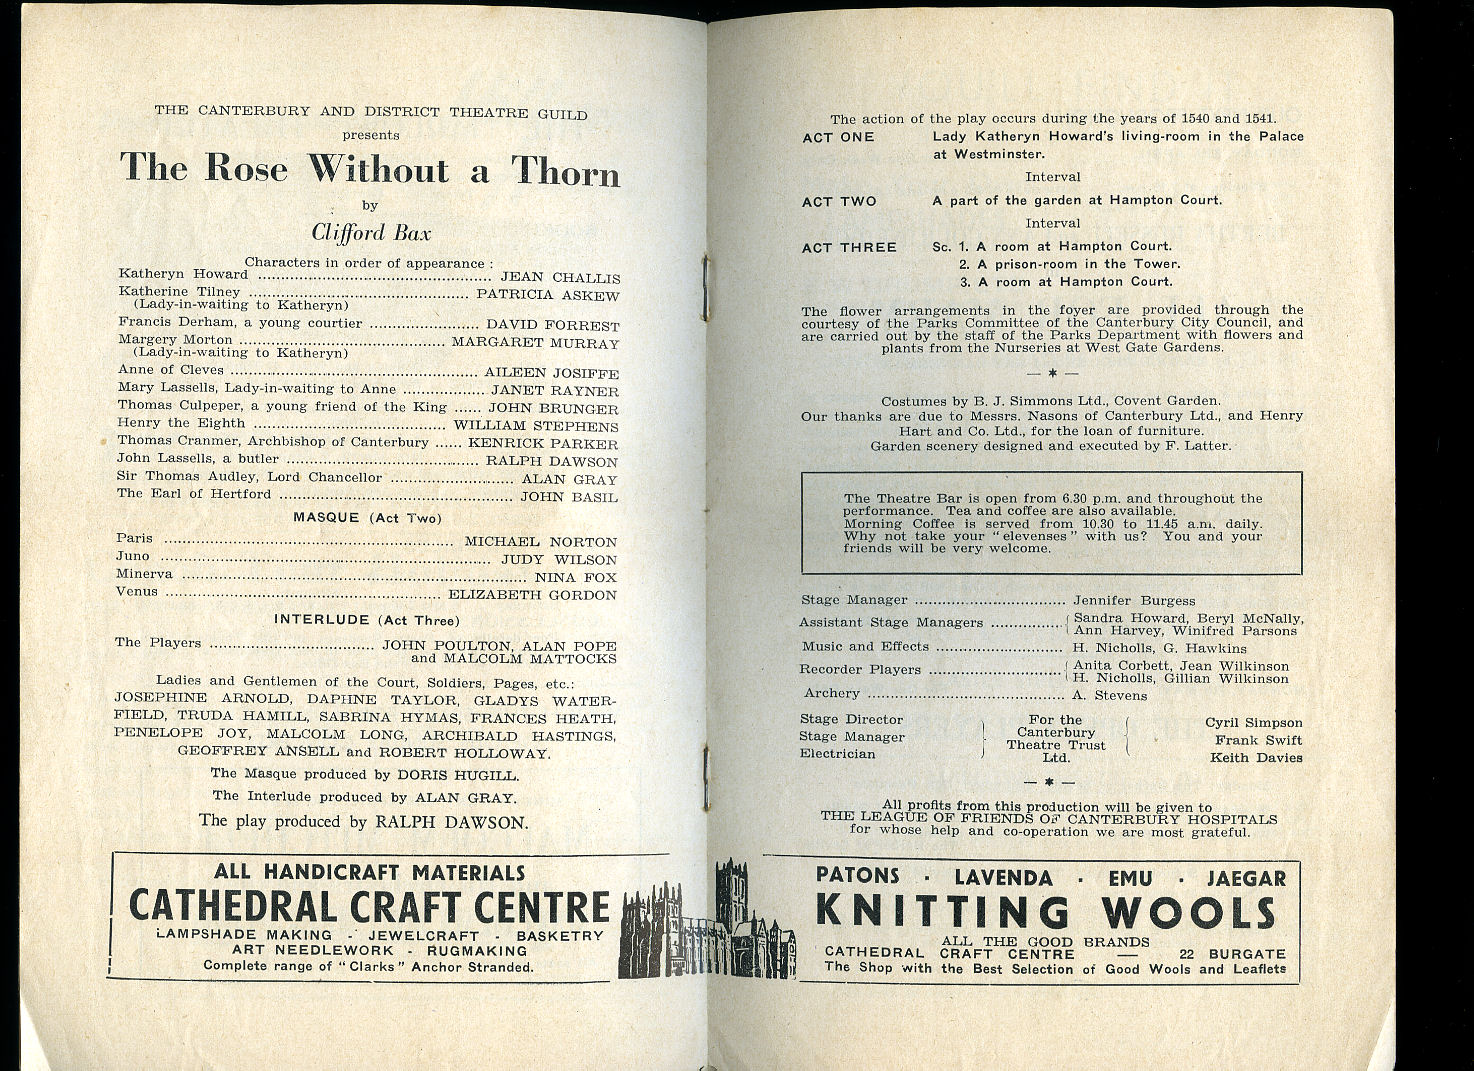 THE CANTERBURY AND DISTRICT THEATRE GUILD
presents
The Rose Without a Thorn
by
Clifford Bax
Characters in order of appearance :
Katheryn Howard ........................ JEAN CHALLIS
Katherine Tilney ........................ PATRICIA ASKEW
(Lady-in-waiting to Katheryn)
Francis Derham, a young courtier ........................ DAVID FORREST
Margery Morton ........................ MARGARET MURRAY
(Lady-in-waiting to Katheryn)
Anne of Cleves ........................ AILEEN JOSIFFE
Mary Lassells, Lady-in-waiting to Anne .................. JANET RAYNER
Thomas Culpeper, a young friend of the King ...... JOHN BRUNGER
Henry the Eighth ........................ WILLIAM STEPHENS
Thomas Cranmer, Archbishop of Canterbury ...... KENRICK PARKER
John Lassells, a butler ........................ RALPH DAWSON
Sir Thomas Audley, Lord Chancellor ........................ ALAN GRAY
The Earl of Hertford ........................ JOHN BASIL
MASQUE (Act Two)
Paris ........................ MICHAEL NORTON
Juno ........................ JUDY WILSON
Minerva ........................ NINA FOX
Venus ........................ ELIZABETH GORDON
INTERLUDE (Act Three)
The Players ........................ JOHN POULTON, ALAN POPE
and MALCOLM MATTOCKS
Ladies and Gentlemen of the Court, Soldiers, Pages, etc.:
JOSEPHINE ARNOLD, DAPHNE TAYLOR, GLADYS WATER-
FIELD, TRUDA HAMILL, SABRINA HYMAS, FRANCES HEATH,
PENELOPE JOY, MALCOLM LONG, ARCHIBALD HASTINGS,
GEOFFREY ANSELL and ROBERT HOLLOWAY.
The Masque produced by DORIS HUGILL.
The Interlude produced by ALAN GRAY.
The play produced by RALPH DAWSON.
ALL HANDICRAFT MATERIALS
CATHEDRAL CRAFT CENTRE
LAMPSHADE MAKING - JEWELCRAFT - BASKETRY
ART NEEDLEWORK - RUGMAKING
Complete range of "Clarks" Anchor Stranded.
The action of the play occurs during the years of 1540 and 1541.
ACT ONE Lady Katheryn Howard's living-room in the Palace
at Westminster.
Interval
ACT TWO A part of the garden at Hampton Court.
Interval
ACT THREE Sc. 1. A room at Hampton Court.
2. A prison-room in the Tower.
3. A room at Hampton Court.
The flower arrangements in the foyer are provided through the
courtesy of the Parks Committee of the Canterbury City Council, and
are carried out by the staff of the Parks Department with flowers and
plants from the Nurseries at West Gate Gardens.
— * —
Costumes by B. J. Simmons Ltd., Covent Garden.
Our thanks are due to Messrs. Nasons of Canterbury Ltd., and Henry
Hart and Co. Ltd., for the loan of furniture.
Garden scenery designed and executed by F. Latter.
The Theatre Bar is open from 6.30 p.m. and throughout the
performance. Tea and coffee are also available.
Morning Coffee is served from 10.30 to 11.45 a.m. daily.
Why not take your "elevenses" with us? You and your
friends will be very welcome.
Stage Manager ........................ Jennifer Burgess
Assistant Stage Managers ............... { Sandra Howard, Beryl McNally,
Ann Harvey, Winifred Parsons
Music and Effects ........................ H. Nicholls, G. Hawkins
Recorder Players ........................ { Anita Corbett, Jean Wilkinson
H. Nicholls, Gillian Wilkinson
Archery ........................ A. Stevens
Stage Director For the Cyril Simpson
Stage Manager Canterbury Frank Swift
Electrician Theatre Trust Keith Davies
Ltd.
— * —
All profits from this production will be given to
THE LEAGUE OF FRIENDS OF CANTERBURY HOSPITALS
for whose help and co-operation we are most grateful.
PATONS · LAVENDA · EMU · JAEGAR
KNITTING WOOLS
ALL THE GOOD BRANDS
CATHEDRAL CRAFT CENTRE — 22 BURGATE
The Shop with the Best Selection of Good Wools and Leaflets